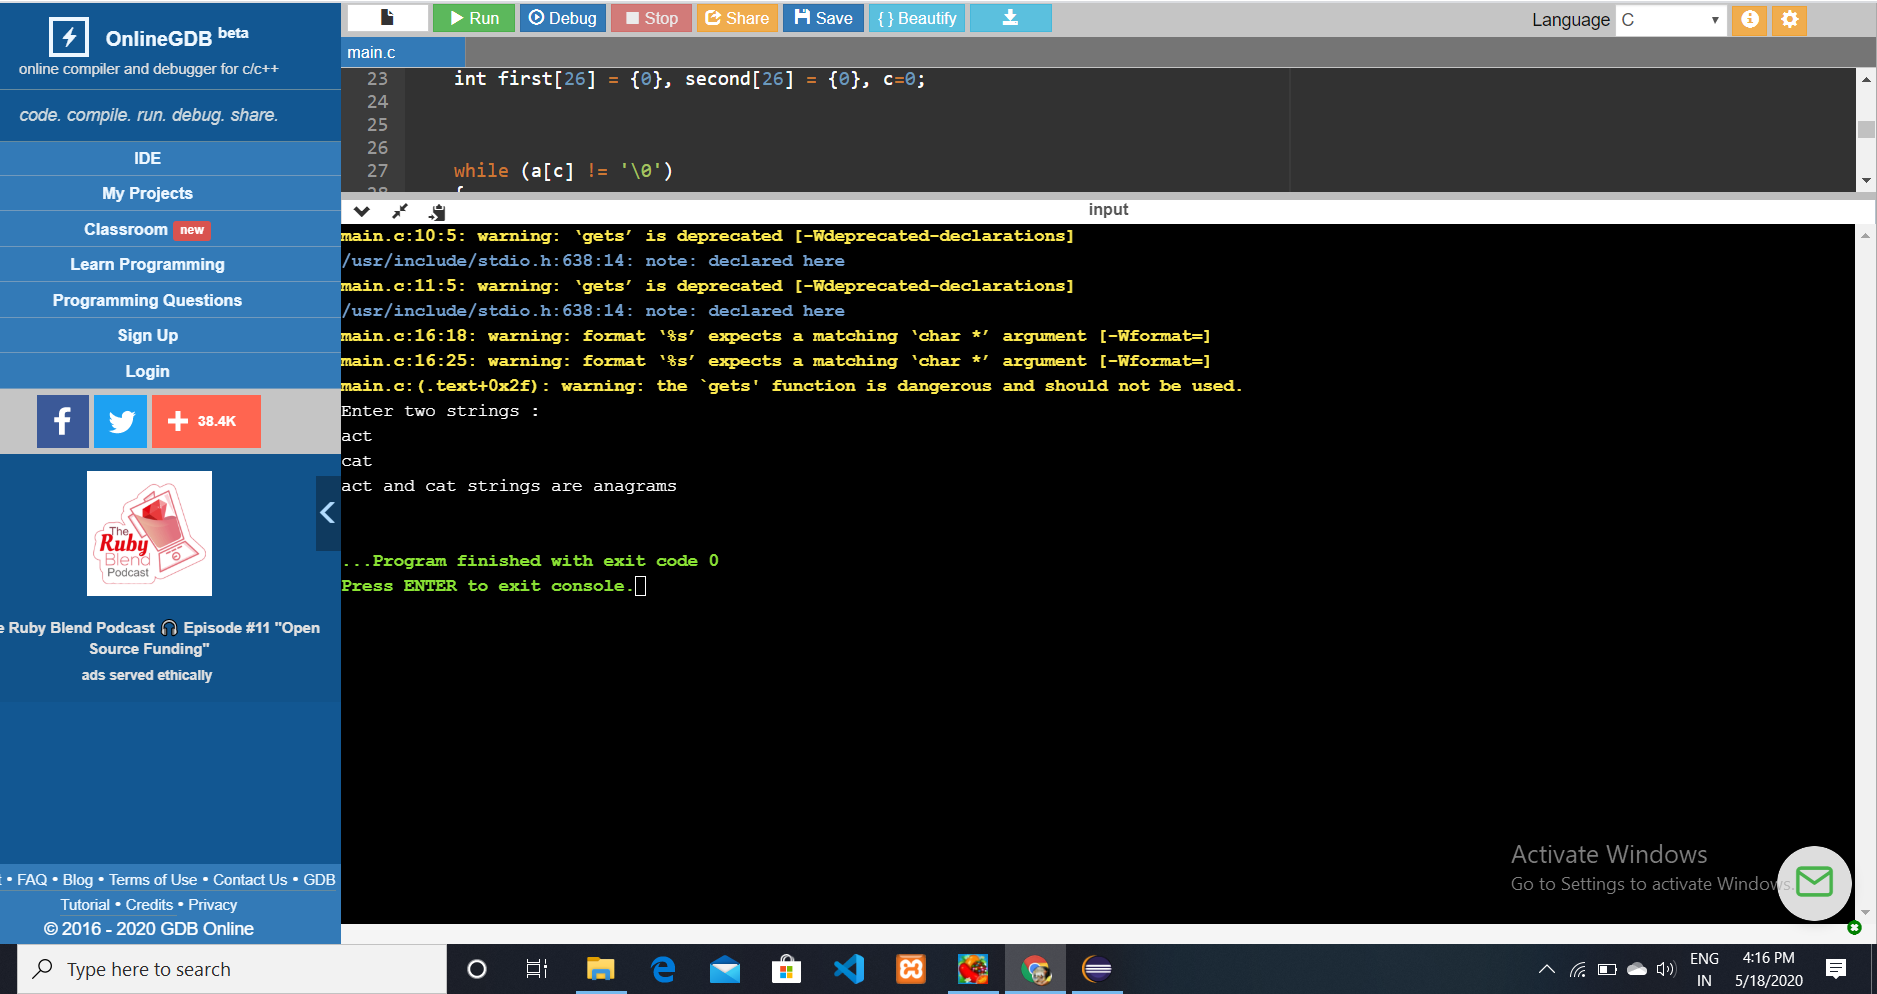 OnlineGDB beta
online compiler and debugger for c/c++
code. compile. run. debug. share.
IDE
My Projects
Classroom new
Learn Programming
Programming Questions
Sign Up
Login
38.4K
The
Ruby
Blend
Podcast
Ruby Blend Podcast 🎧 Episode #11 "Open
Source Funding"
ads served ethically
• FAQ • Blog • Terms of Use • Contact Us • GDB
Tutorial • Credits • Privacy
© 2016 - 2020 GDB Online
Run Debug Stop Share Save { } Beautify
Language C
main.c
23 int first[26] = {0}, second[26] = {0}, c=0;
24
25
26
27 while (a[c] != '\0')
28 {
input
main.c:10:5: warning: ‘gets’ is deprecated [-Wdeprecated-declarations]
/usr/include/stdio.h:638:14: note: declared here
main.c:11:5: warning: ‘gets’ is deprecated [-Wdeprecated-declarations]
/usr/include/stdio.h:638:14: note: declared here
main.c:16:18: warning: format ‘%s’ expects a matching ‘char *’ argument [-Wformat=]
main.c:16:25: warning: format ‘%s’ expects a matching ‘char *’ argument [-Wformat=]
main.c:(.text+0x2f): warning: the `gets' function is dangerous and should not be used.
Enter two strings :
act
cat
act and cat strings are anagrams
...Program finished with exit code 0
Press ENTER to exit console.
Activate Windows
Go to Settings to activate Windows.
Type here to search
ENG
IN
4:16 PM
5/18/2020